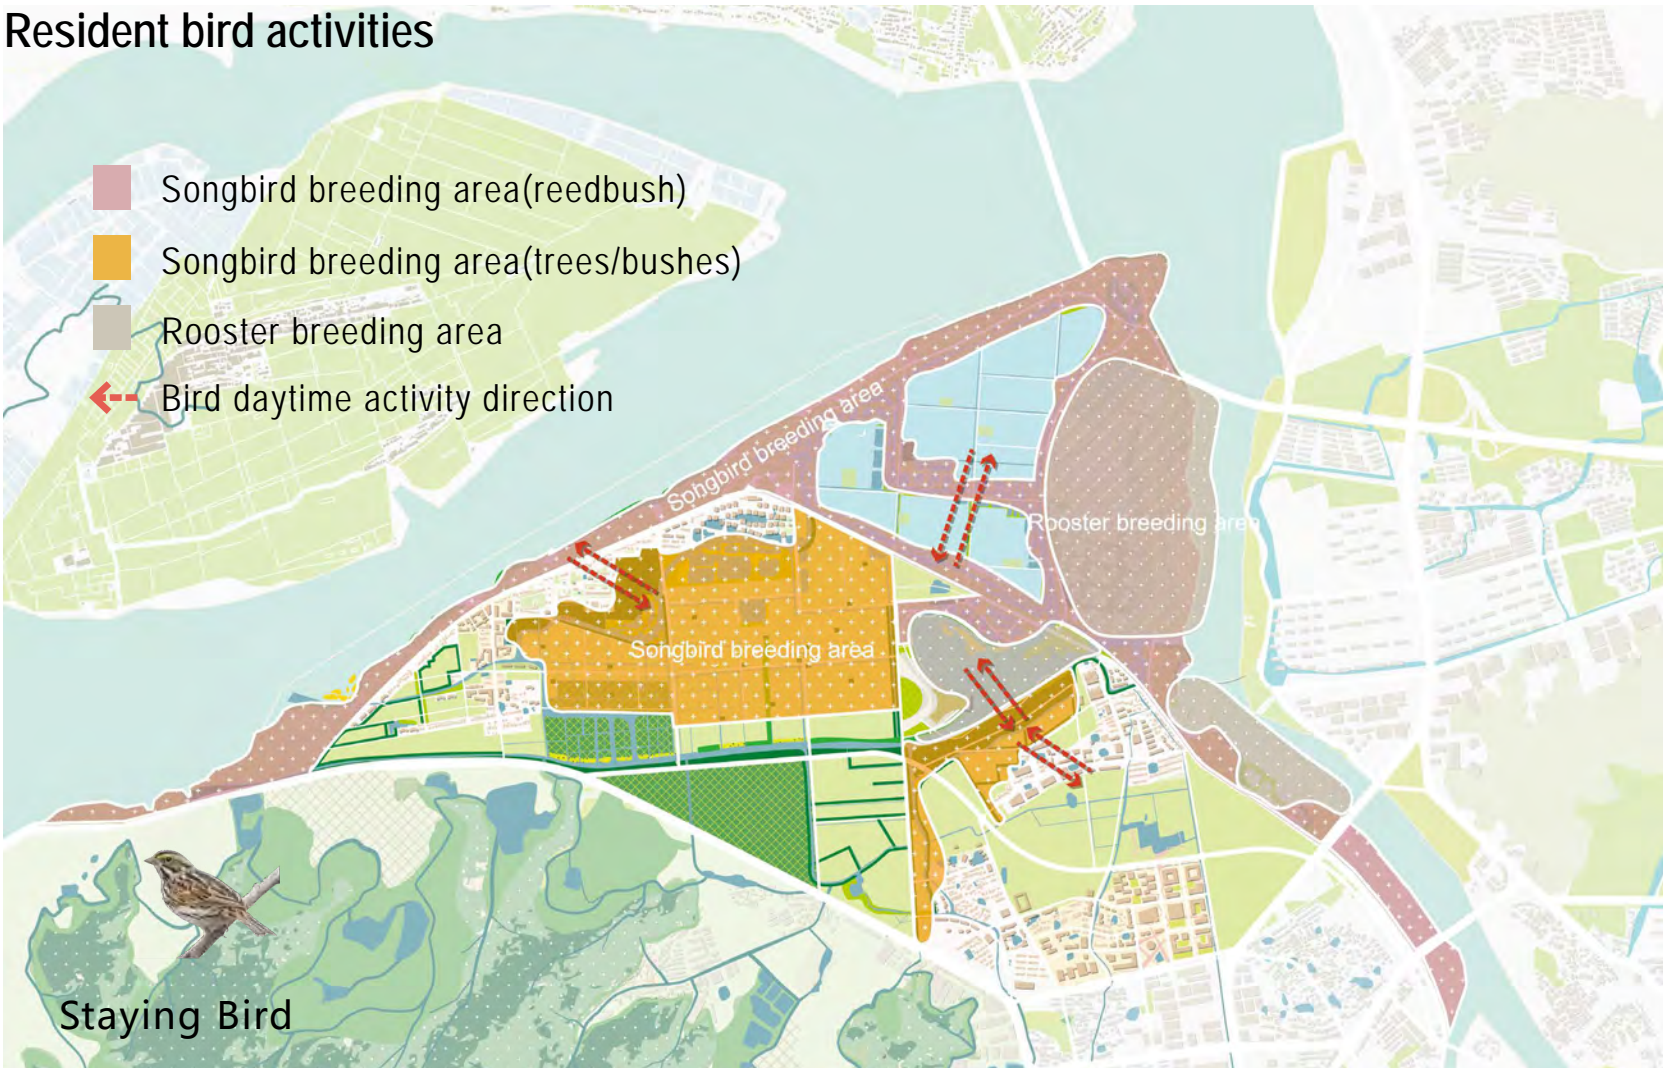 Resident bird activities
Songbird breeding area(reedbush)
Songbird breeding area(trees/bushes)
Rooster breeding area
Bird daytime activity direction
Songbird breeding area
Rooster breeding area
Songbird breeding area
Staying Bird